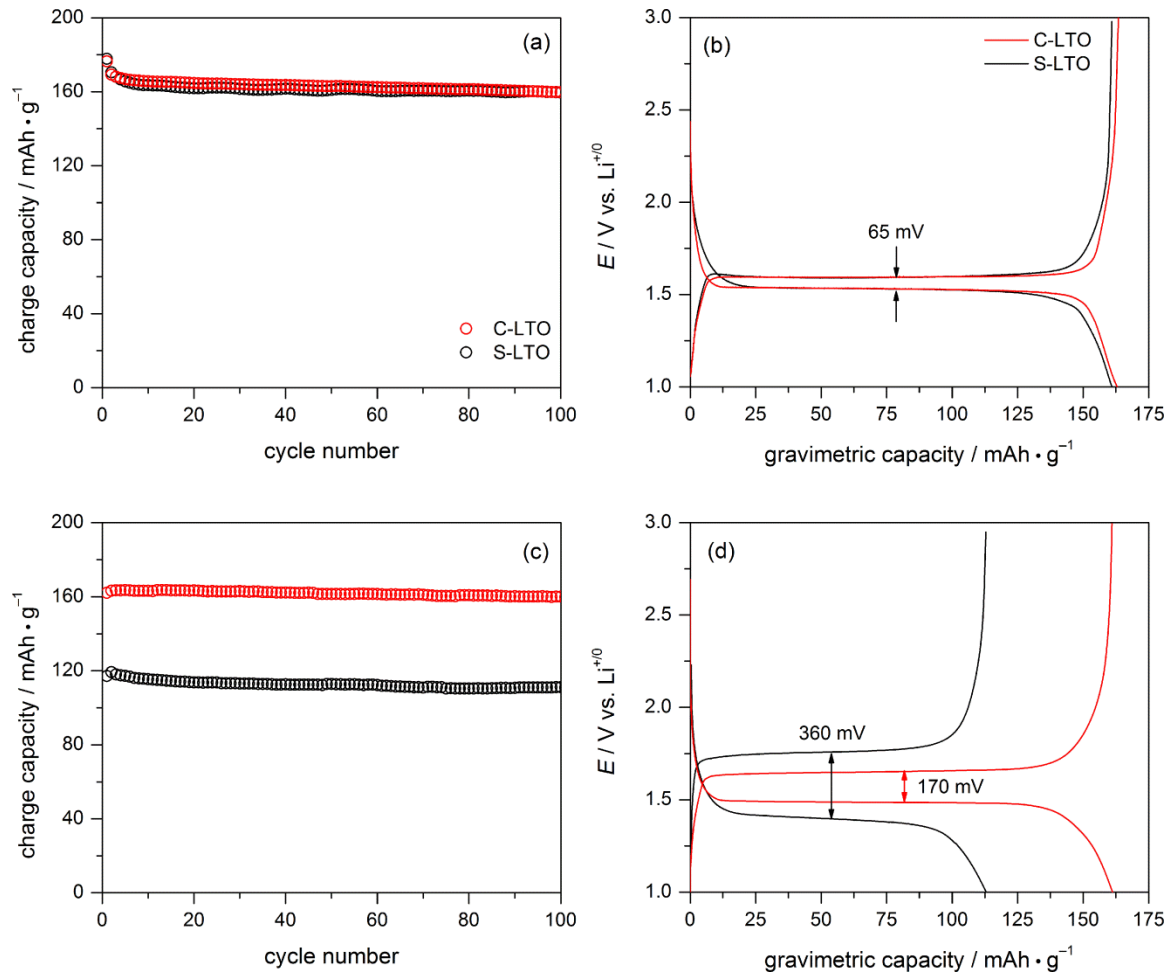 (a)
200
160
120
80
40
0
charge capacity / mAh · g⁻¹
C-LTO
S-LTO
0 20 40 60 80 100
cycle number
(b)
3.0
2.5
2.0
1.5
1.0
E / V vs. Li⁺ᐟ⁰
C-LTO
S-LTO
65 mV
0 25 50 75 100 125 150 175
gravimetric capacity / mAh · g⁻¹
(c)
200
160
120
80
40
0
charge capacity / mAh · g⁻¹
0 20 40 60 80 100
cycle number
(d)
3.0
2.5
2.0
1.5
1.0
E / V vs. Li⁺ᐟ⁰
360 mV
170 mV
0 25 50 75 100 125 150 175
gravimetric capacity / mAh · g⁻¹